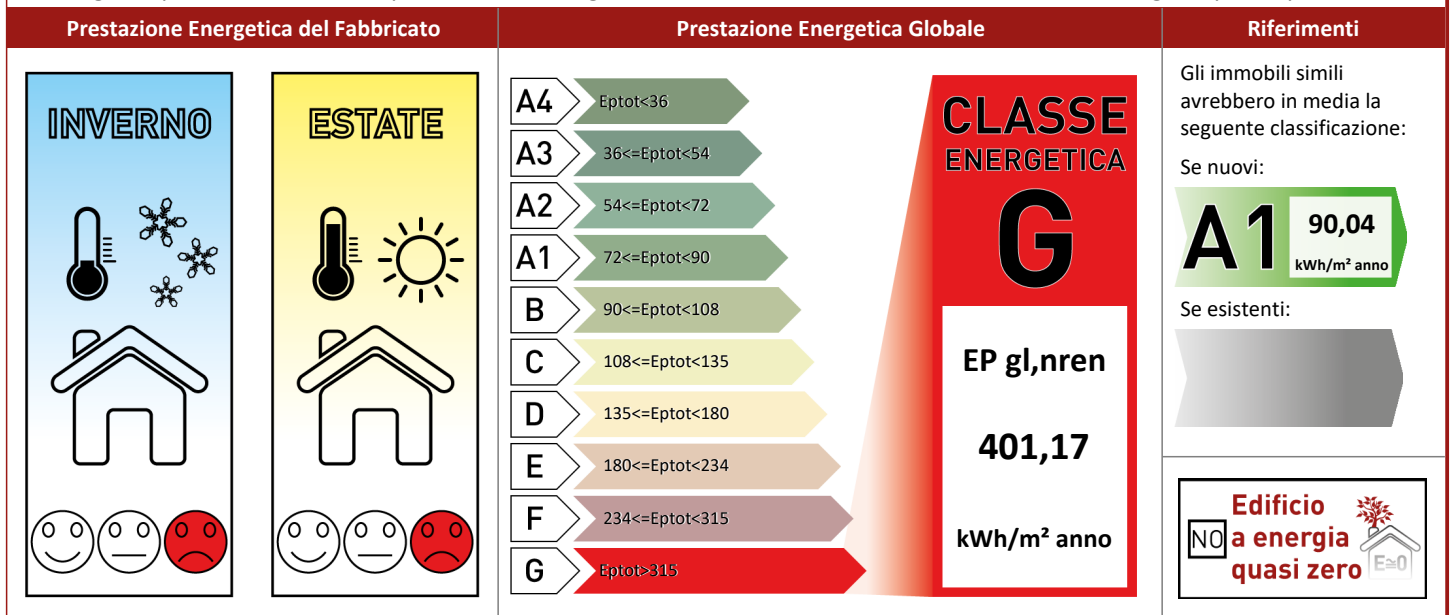 Prestazione Energetica del Fabbricato
Prestazione Energetica Globale
Riferimenti
INVERNO
ESTATE
A4
Eptot<36
A3
36<=Eptot<54
A2
54<=Eptot<72
A1
72<=Eptot<90
B
90<=Eptot<108
C
108<=Eptot<135
D
135<=Eptot<180
E
180<=Eptot<234
F
234<=Eptot<315
G
Eptot>315
CLASSE
ENERGETICA
G
EP gl,nren
401,17
kWh/m² anno
Gli immobili simili
avrebbero in media la
seguente classificazione:
Se nuovi:
A1
90,04
kWh/m² anno
Se esistenti:
Edificio
NO a energia
quasi zero
E≅0